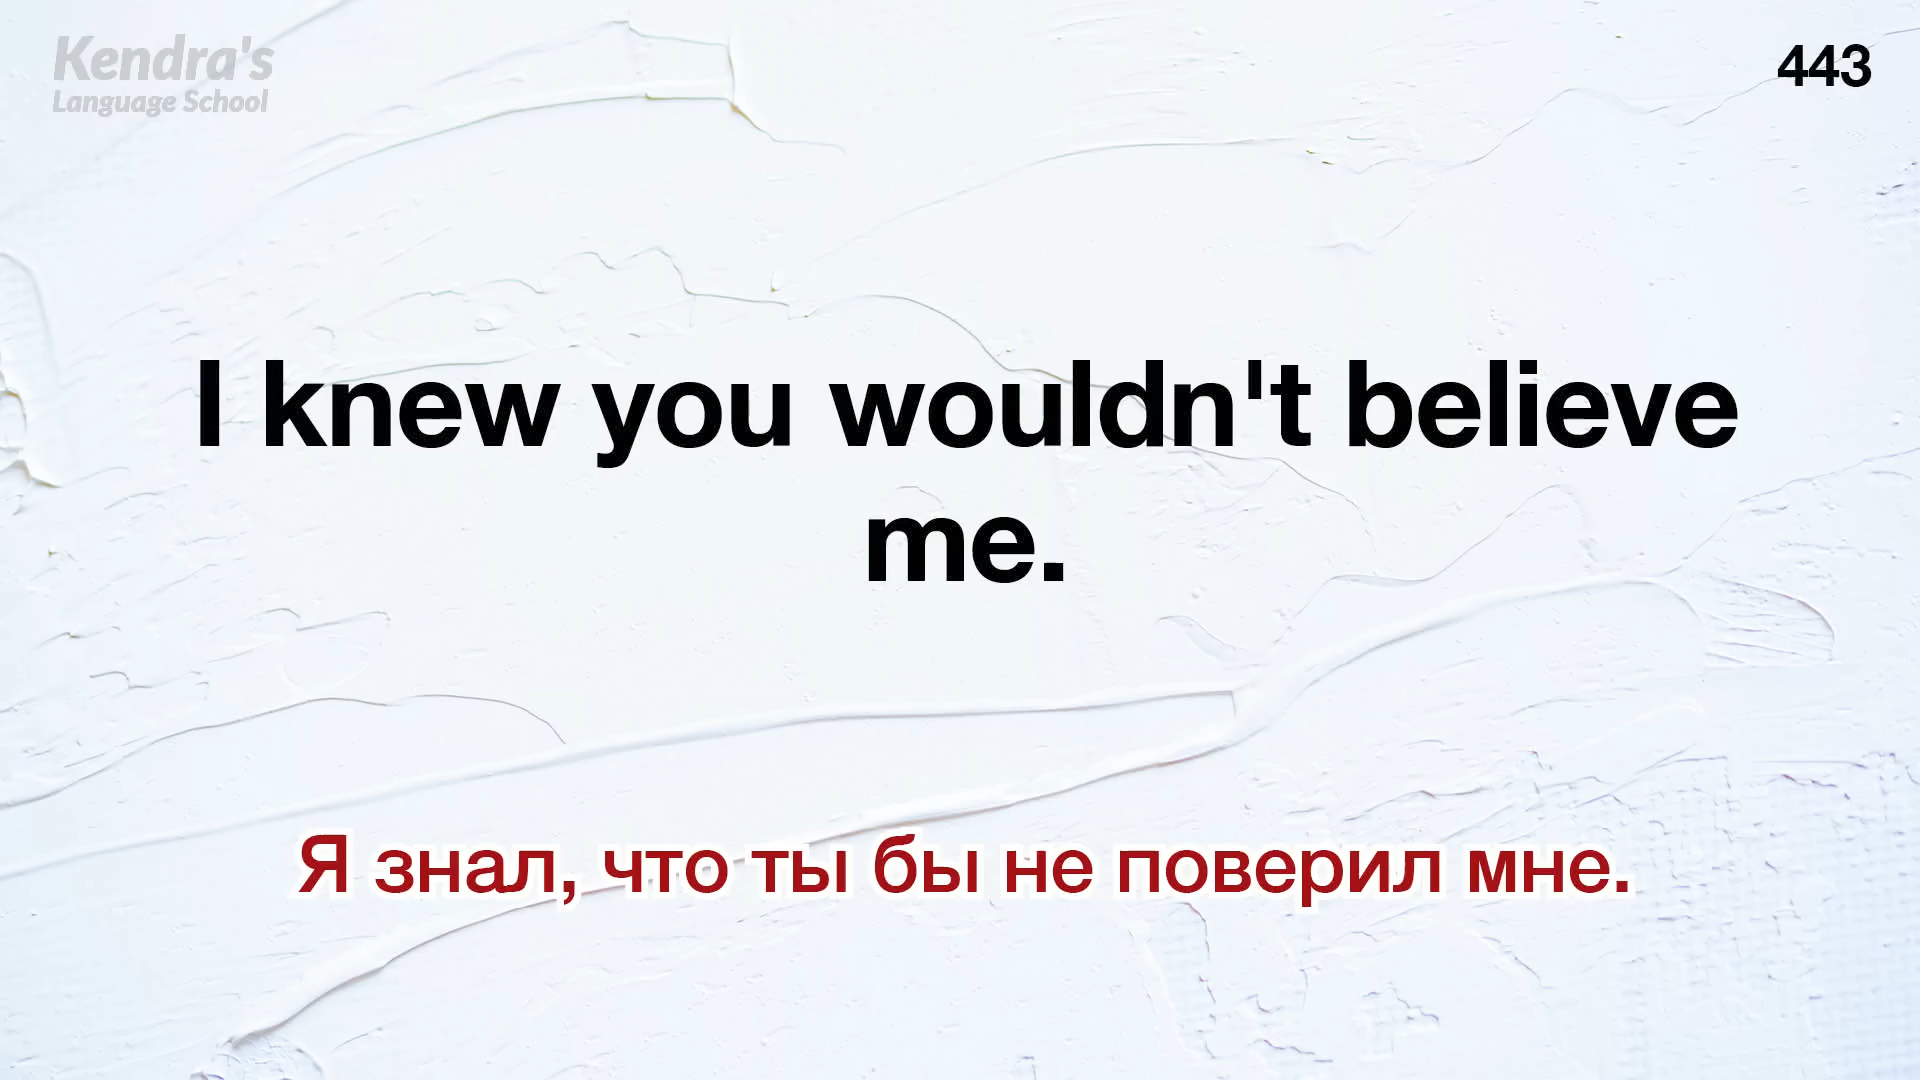 Kendra's
Language School
443
I knew you wouldn't believe
me.
Я знал, что ты бы не поверил мне.